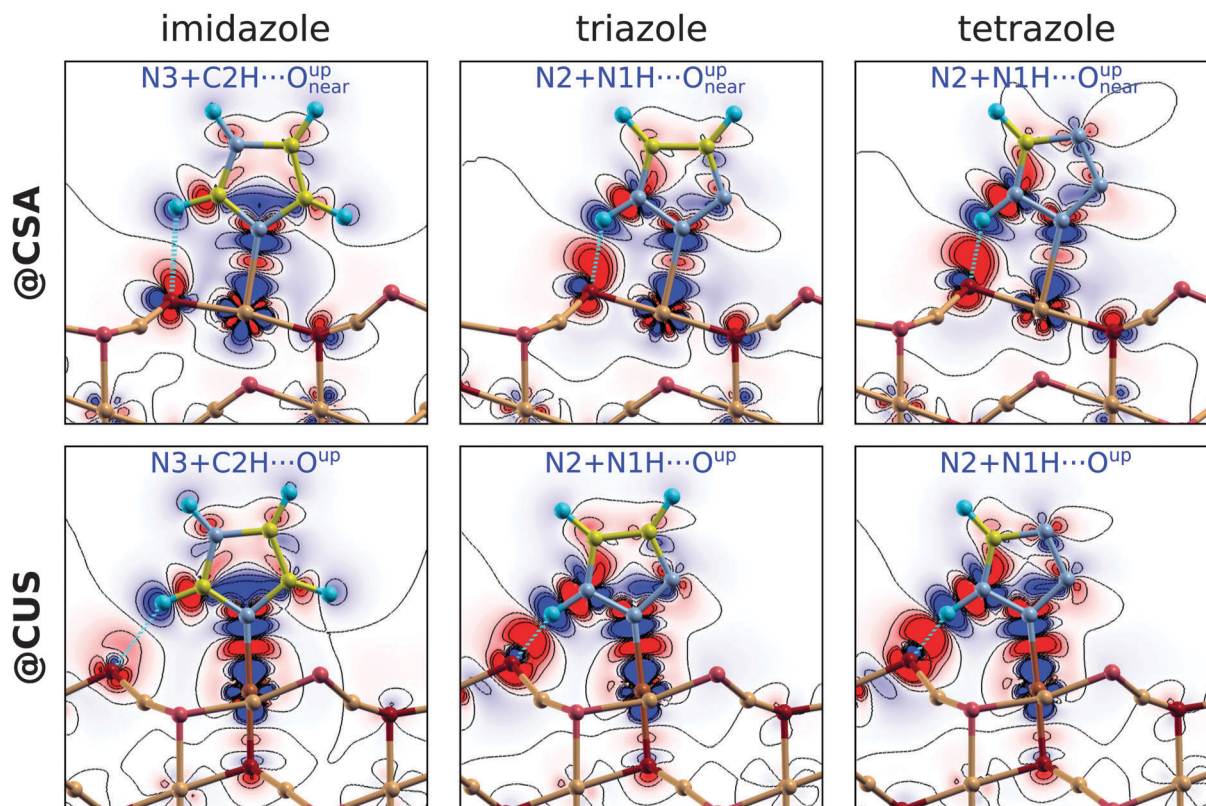 imidazole triazole tetrazole
@CSA
N3+C2H···O^up_near N2+N1H···O^up_near N2+N1H···O^up_near
@CUS
N3+C2H···O^up N2+N1H···O^up N2+N1H···O^up